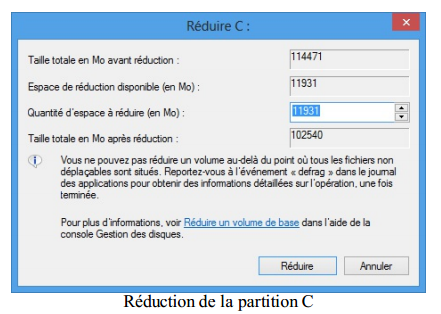 Réduire C :
Taille totale en Mo avant réduction : 114471
Espace de réduction disponible (en Mo) : 11931
Quantité d'espace à réduire (en Mo) : 11931
Taille totale en Mo après réduction : 102540
Vous ne pouvez pas réduire un volume au-delà du point où tous les fichiers non
déplaçables sont situés. Reportez-vous à l'événement « defrag » dans le journal
des applications pour obtenir des informations détaillées sur l'opération, une fois
terminée.
Pour plus d'informations, voir Réduire un volume de base dans l'aide de la
console Gestion des disques.
Réduire Annuler
Réduction de la partition C